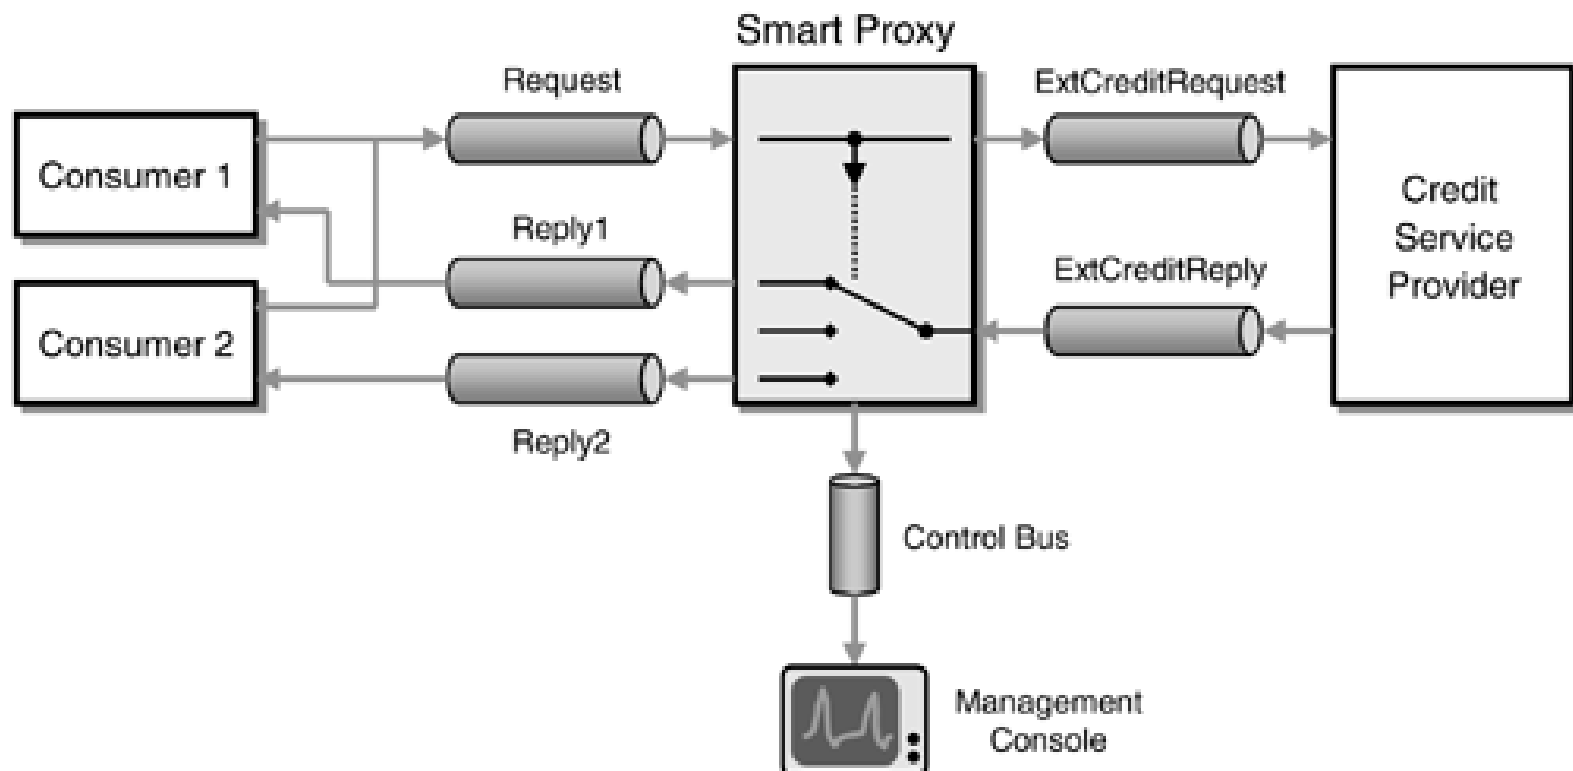 Smart Proxy
Request
ExtCreditRequest
Consumer 1
Credit
Service
Provider
Reply1
ExtCreditReply
Consumer 2
Reply2
Control Bus
Management
Console